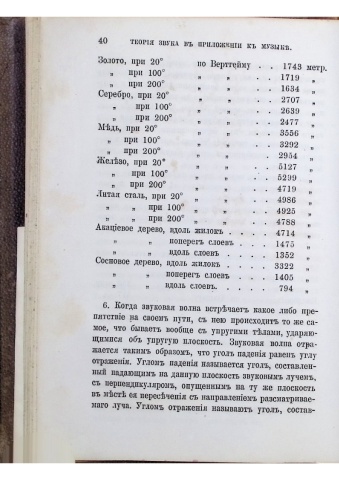 40 ТЕОРІЯ ЗВУКА ВЪ ПРИЛОЖЕНІИ КЪ МУЗЫКѢ.
Золото, при 20° по Вертгейму . . 1743 метр.
„ при 100° „ „ . . 1719 „
„ при 200° „ „ . . 1634 „
Серебро, при 20° „ „ . . 2707 „
„ при 100° „ „ . . 2639 „
„ при 200° „ „ . . 2477 „
Мѣдь, при 20° „ „ . . 3556 „
„ при 100° „ „ . . 3292 „
„ при 200° „ „ . . 2954 „
Желѣзо, при 20° „ „ . . 5127 „
„ при 100° „ „ . . 5299 „
„ при 200° „ „ . . 4719 „
Литая сталь, при 20° „ „ . . 4986 „
„ „ при 100° „ „ . . 4925 „
„ „ при 200° „ „ . . 4788 „
Акаціевое дерево, вдоль жилокъ . . . . . 4714 „
„ „ поперегъ слоевъ . . . . 1475 „
„ „ вдоль слоевъ . . . . . 1352 „
Сосновое дерево, вдоль жилокъ . . . . . 3322 „
„ „ поперегъ слоевъ . . . . 1405 „
„ „ вдоль слоевъ. . . . . . 794 „
6. Когда звуковая волна встрѣчаетъ какое либо пре-
пятствіе на своемъ пути, съ нею происходитъ то же са-
мое, что бываетъ вообще съ упругими тѣлами, ударяю-
щимися объ упругую плоскость. Звуковая волна отра-
жается такимъ образомъ, что уголъ паденія равенъ углу
отраженія. Угломъ паденія называется уголъ, составлен-
ный падающимъ на данную плоскость звуковымъ лучемъ,
съ перпендикуляромъ, опущеннымъ на ту же плоскость
въ мѣстѣ ея пересѣченія съ направленіемъ разсматривае-
маго луча. Угломъ отраженія называютъ уголъ, состав-